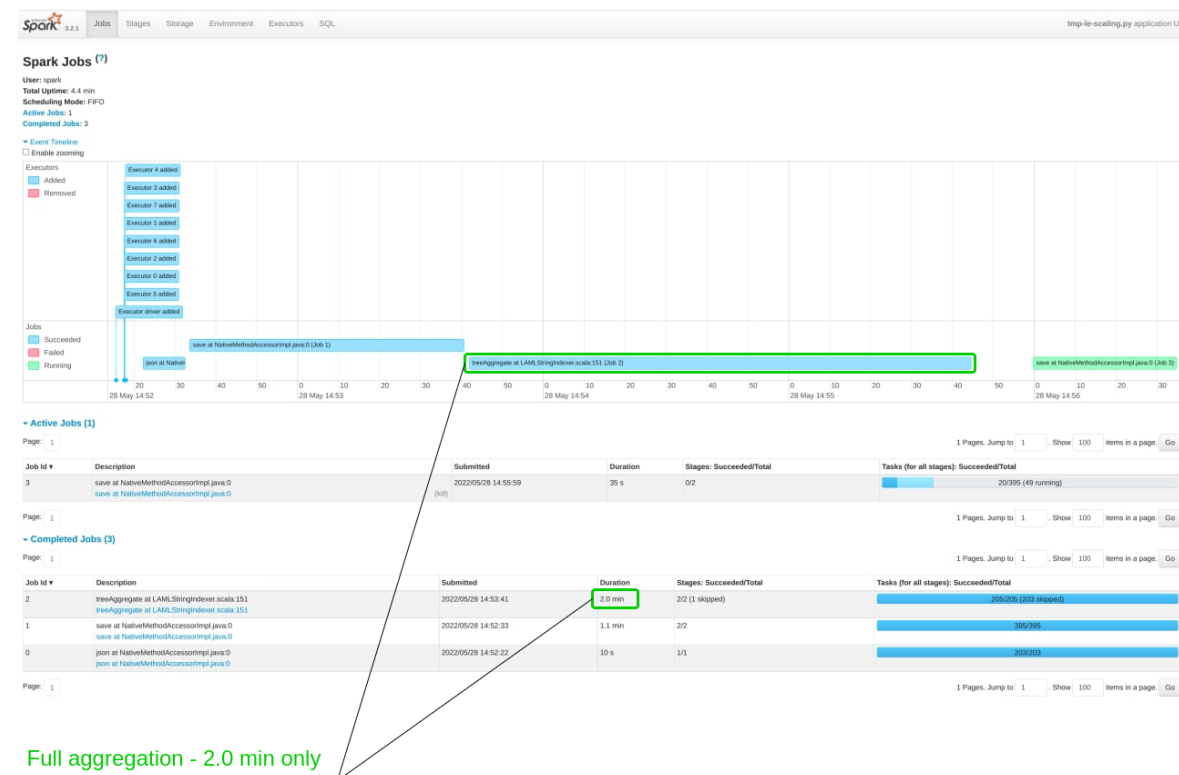 APACHE Spark 3.2.1 Jobs Stages Storage Environment Executors SQL tmp-le-scaling.py application U
Spark Jobs (?)
User: spark
Total Uptime: 4.4 min
Scheduling Mode: FIFO
Active Jobs: 1
Completed Jobs: 3
Event Timeline
Enable zooming
Executors
Added
Removed
Executor 4 added
Executor 3 added
Executor 7 added
Executor 1 added
Executor 6 added
Executor 2 added
Executor 0 added
Executor 5 added
Executor driver added
Jobs
Succeeded
Failed
Running
save at NativeMethodAccessorImpl.java:0 (Job 1)
json at Native treeAggregate at LAMLStringIndexer.scala:151 (Job 2) save at NativeMethodAccessorImpl.java:0 (Job 3)
20 30 40 50 0 10 20 30 40 50 0 10 20 30 40 50 0 10 20 30 40 50 0 10 20 30
28 May 14:52 28 May 14:53 28 May 14:54 28 May 14:55 28 May 14:56
Active Jobs (1)
Page: 1 1 Pages. Jump to 1 . Show 100 items in a page. Go
Job Id ▾ Description Submitted Duration Stages: Succeeded/Total Tasks (for all stages): Succeeded/Total
3 save at NativeMethodAccessorImpl.java:0 2022/05/28 14:55:59 35 s 0/2 20/395 (49 running)
save at NativeMethodAccessorImpl.java:0 (kill)
Page: 1 1 Pages. Jump to 1 . Show 100 items in a page. Go
Completed Jobs (3)
Page: 1 1 Pages. Jump to 1 . Show 100 items in a page. Go
Job Id ▾ Description Submitted Duration Stages: Succeeded/Total Tasks (for all stages): Succeeded/Total
2 treeAggregate at LAMLStringIndexer.scala:151 2022/05/28 14:53:41 2.0 min 2/2 (1 skipped) 205/205 (203 skipped)
treeAggregate at LAMLStringIndexer.scala:151
1 save at NativeMethodAccessorImpl.java:0 2022/05/28 14:52:33 1.1 min 2/2 395/395
save at NativeMethodAccessorImpl.java:0
0 json at NativeMethodAccessorImpl.java:0 2022/05/28 14:52:22 10 s 1/1 203/203
json at NativeMethodAccessorImpl.java:0
Page: 1 1 Pages. Jump to 1 . Show 100 items in a page. Go
Full aggregation - 2.0 min only